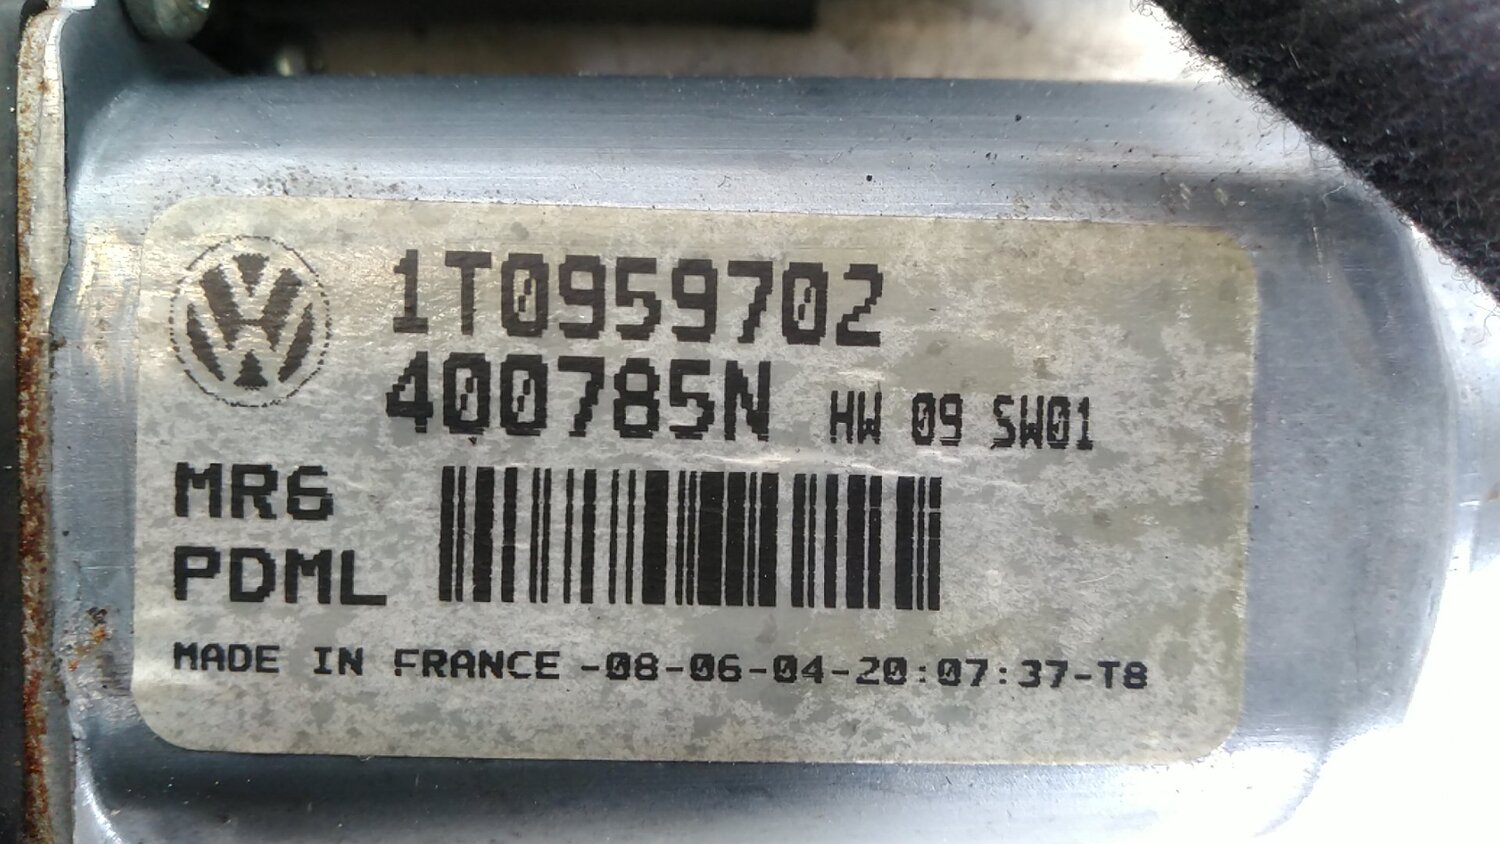 1T0959702
400785N HW 09 SW01
MR6
PDML
MADE IN FRANCE -08-06-04-20:07:37-T8